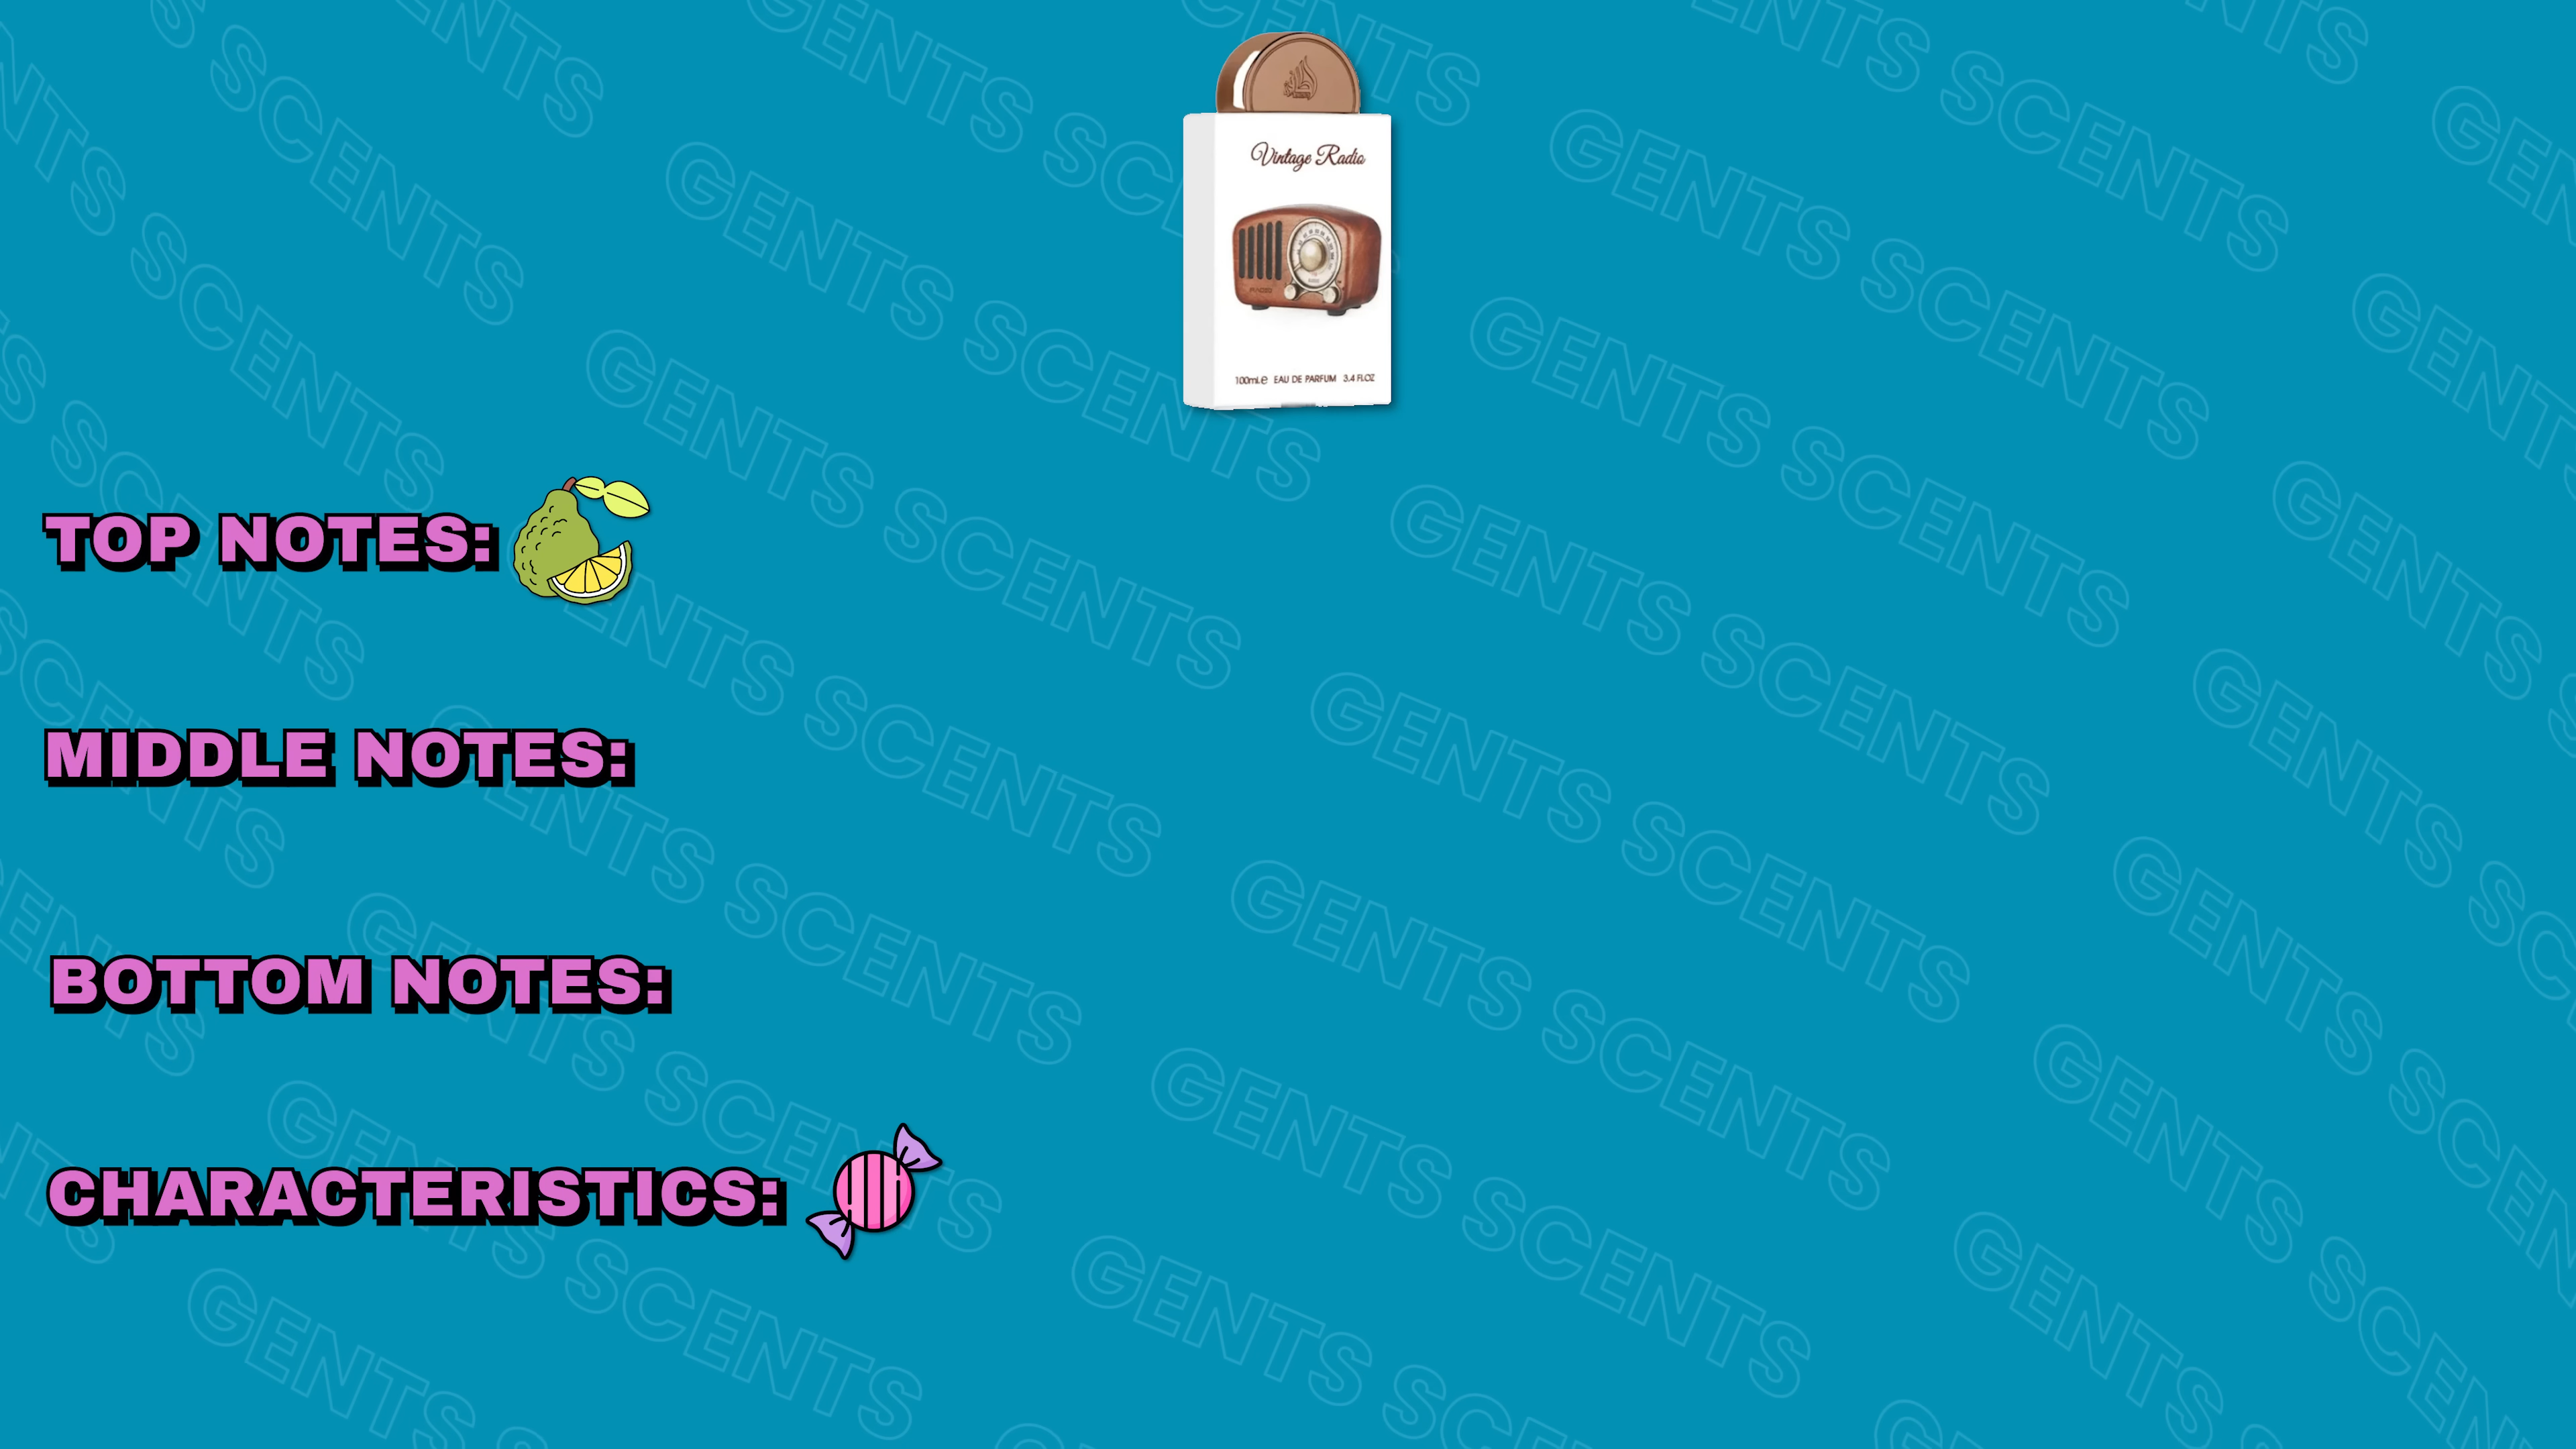 Vintage Radio
100ml.e EAU DE PARFUM 3.4 FL.OZ
TOP NOTES:
MIDDLE NOTES:
BOTTOM NOTES:
CHARACTERISTICS:
GENTS SCENTS